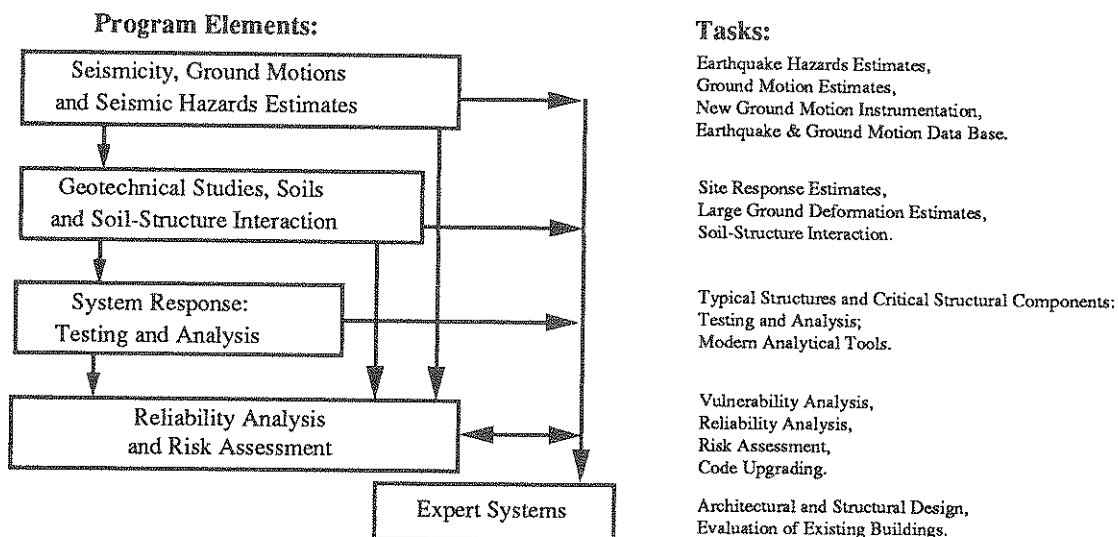 Program Elements:
Seismicity, Ground Motions
and Seismic Hazards Estimates
Geotechnical Studies, Soils
and Soil-Structure Interaction
System Response:
Testing and Analysis
Reliability Analysis
and Risk Assessment
Expert Systems
Tasks:
Earthquake Hazards Estimates,
Ground Motion Estimates,
New Ground Motion Instrumentation,
Earthquake & Ground Motion Data Base.
Site Response Estimates,
Large Ground Deformation Estimates,
Soil-Structure Interaction.
Typical Structures and Critical Structural Components:
Testing and Analysis;
Modern Analytical Tools.
Vulnerability Analysis,
Reliability Analysis,
Risk Assessment,
Code Upgrading.
Architectural and Structural Design,
Evaluation of Existing Buildings.